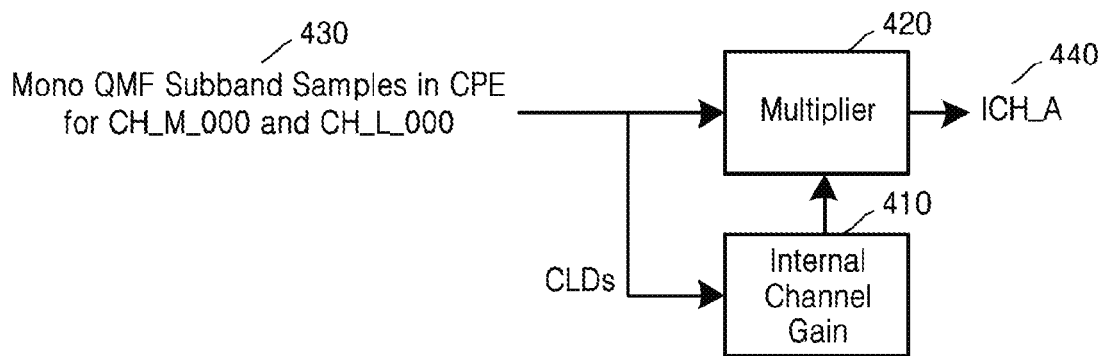 430
Mono QMF Subband Samples in CPE
for CH_M_000 and CH_L_000
420
Multiplier
440
ICH_A
410
CLDs
Internal
Channel
Gain